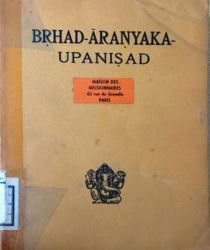 BṚHAD-ĀRAṆYAKA-
UPANIṢAD
MAISON DES
MISSIONNAIRES
42 rue de Grenelle
PARIS